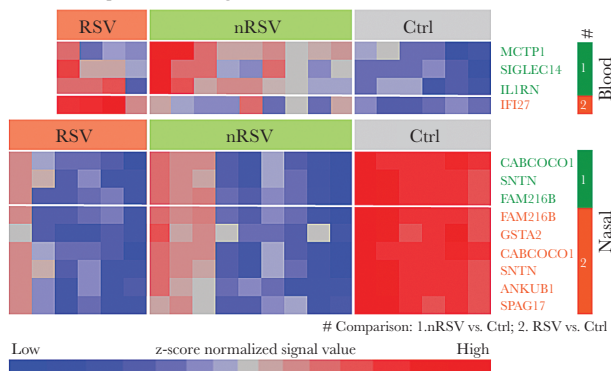 RSV nRSV Ctrl #
MCTP1
SIGLEC14
IL1RN
IFI27
1
2
Blood
RSV nRSV Ctrl
CABCOCO1
SNTN
FAM216B
FAM216B
GSTA2
CABCOCO1
SNTN
ANKUB1
SPAG17
1
2
Nasal
# Comparison: 1.nRSV vs. Ctrl; 2. RSV vs. Ctrl
Low z-score normalized signal value High